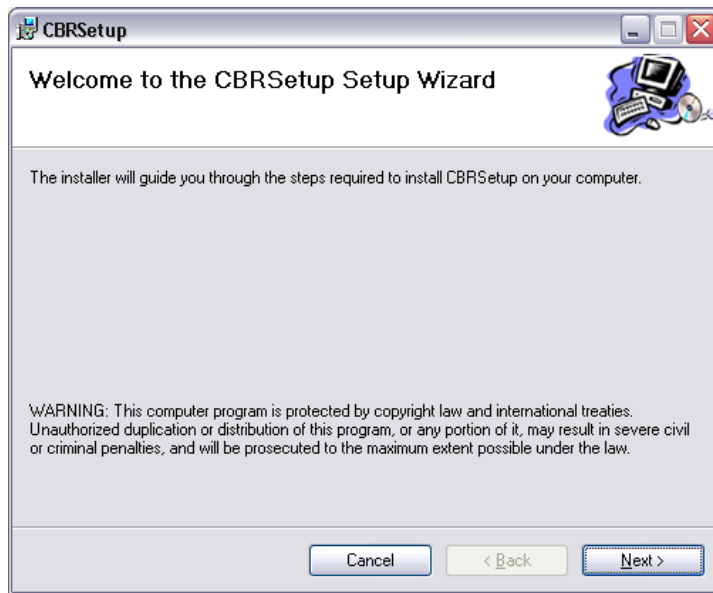 CBRSetup
Welcome to the CBRSetup Setup Wizard
The installer will guide you through the steps required to install CBRSetup on your computer.
WARNING: This computer program is protected by copyright law and international treaties.
Unauthorized duplication or distribution of this program, or any portion of it, may result in severe civil
or criminal penalties, and will be prosecuted to the maximum extent possible under the law.
Cancel
< Back
Next >